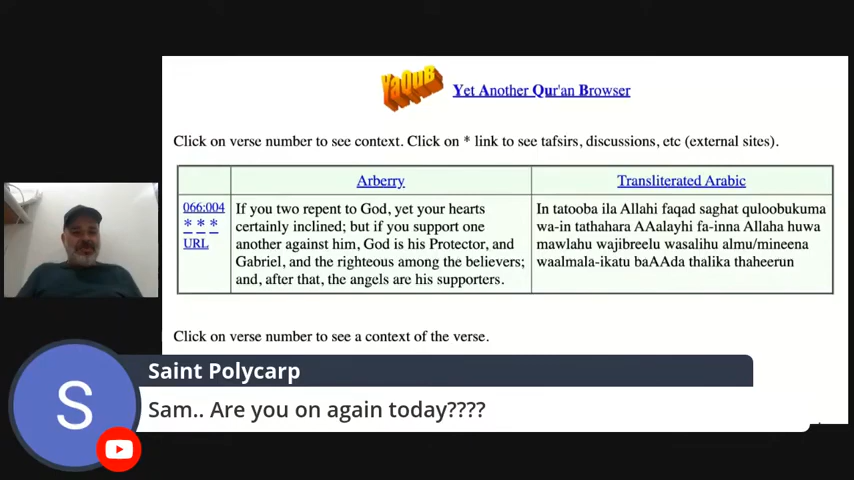 YaQuB
Yet Another Qur'an Browser
Click on verse number to see context. Click on * link to see tafsirs, discussions, etc (external sites).
Arberry
Transliterated Arabic
066:004
* * *
URL
If you two repent to God, yet your hearts
certainly inclined; but if you support one
another against him, God is his Protector, and
Gabriel, and the righteous among the believers;
and, after that, the angels are his supporters.
In tatooba ila Allahi faqad saghat quloobukuma
wa-in tathahara AAalayhi fa-inna Allaha huwa
mawlahu wajibreelu wasalihu almu/mineena
waalmala-ikatu baAAda thalika thaheerun
Click on verse number to see a context of the verse.
S
Saint Polycarp
Sam.. Are you on again today????